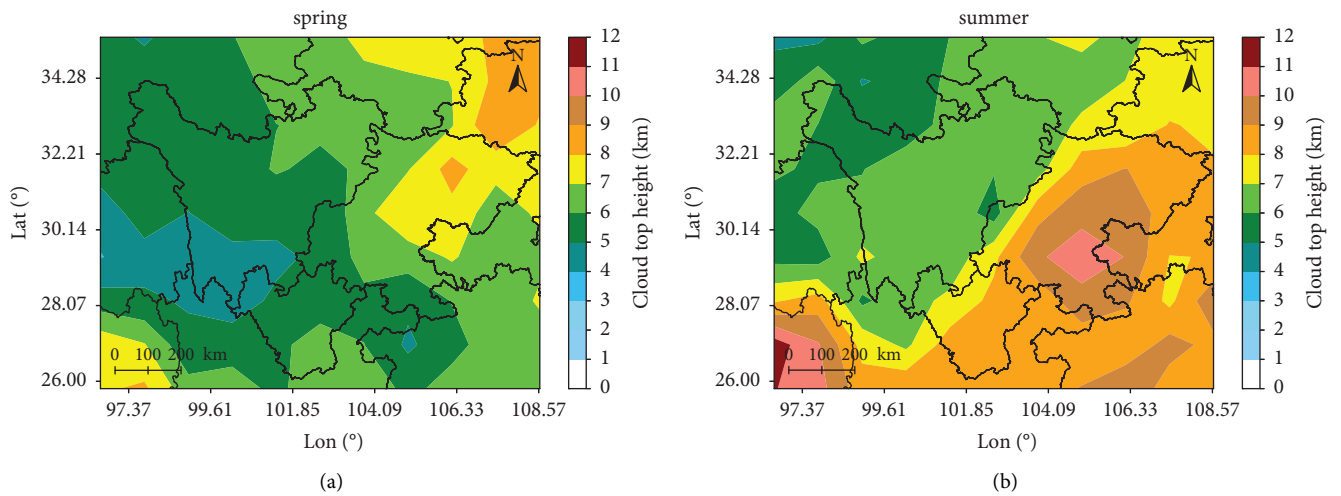 spring
N
34.28
32.21
30.14
28.07
26.00
Lat (°)
0 100 200 km
97.37 99.61 101.85 104.09 106.33 108.57
Lon (°)
12
11
10
9
8
7
6
5
4
3
2
1
0
Cloud top height (km)
(a)
summer
N
34.28
32.21
30.14
28.07
26.00
Lat (°)
0 100 200 km
97.37 99.61 101.85 104.09 106.33 108.57
Lon (°)
12
11
10
9
8
7
6
5
4
3
2
1
0
Cloud top height (km)
(b)